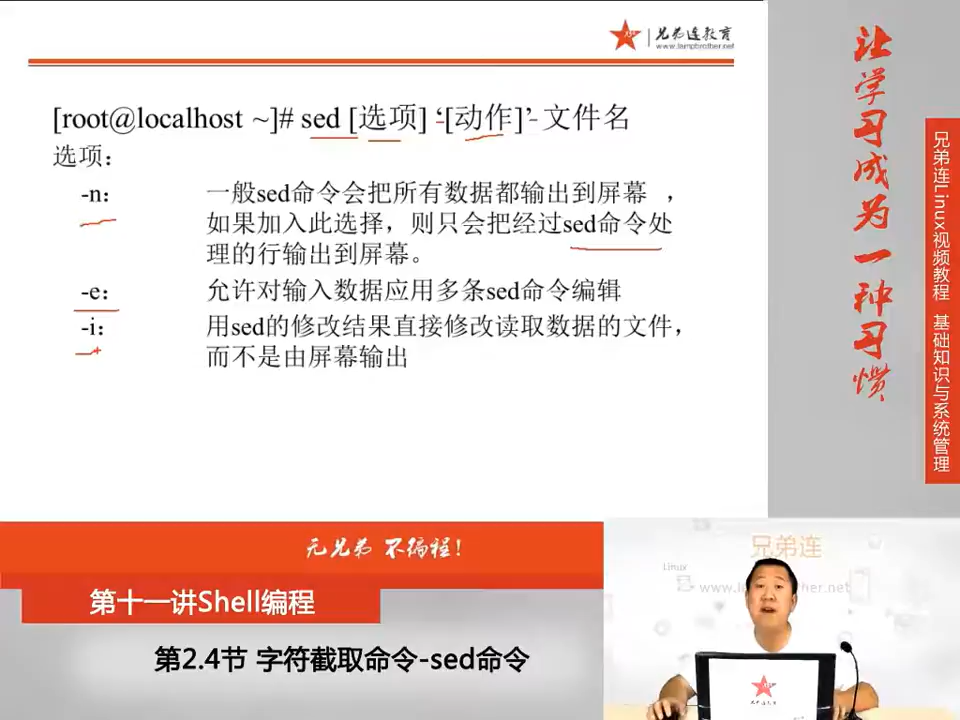 兄弟连教育
www.lampbrother.net
[root@localhost ~]# sed [选项] ‘[动作]’ 文件名
选项：
-n： 一般sed命令会把所有数据都输出到屏幕 ，
如果加入此选择，则只会把经过sed命令处
理的行输出到屏幕。
-e： 允许对输入数据应用多条sed命令编辑
-i： 用sed的修改结果直接修改读取数据的文件，
而不是由屏幕输出
让学习成为一种习惯
兄弟连Linux视频教程 基础知识与系统管理
无兄弟 不编程！
第十一讲Shell编程
第2.4节 字符截取命令-sed命令
兄弟连
Linux